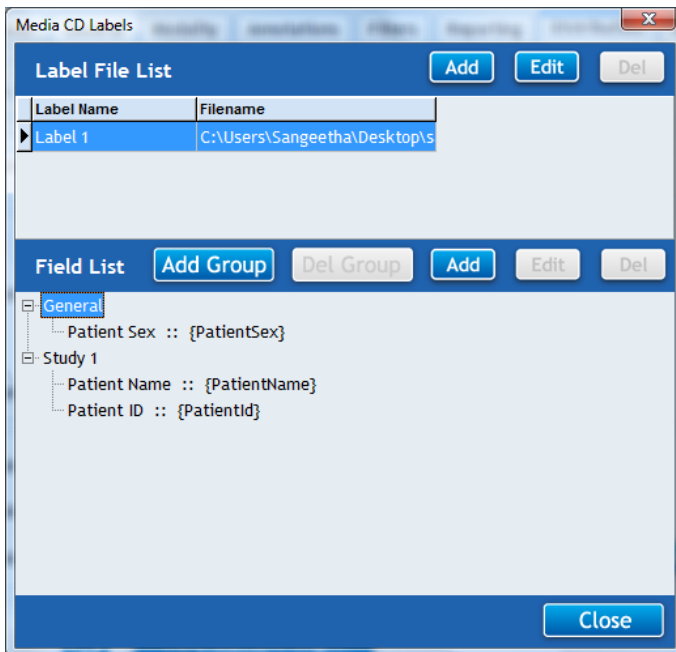 Media CD Labels
Label File List Add Edit Del
Label Name Filename
Label 1 C:\Users\Sangeetha\Desktop\s
Field List Add Group Del Group Add Edit Del
General
Patient Sex :: {PatientSex}
Study 1
Patient Name :: {PatientName}
Patient ID :: {PatientId}
Close